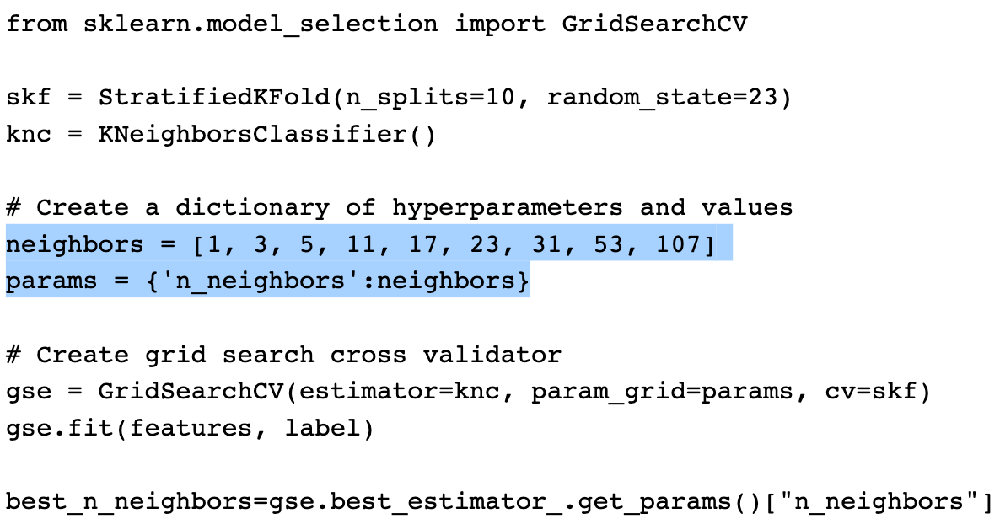 from sklearn.model_selection import GridSearchCV
skf = StratifiedKFold(n_splits=10, random_state=23)
knc = KNeighborsClassifier()
# Create a dictionary of hyperparameters and values
neighbors = [1, 3, 5, 11, 17, 23, 31, 53, 107]
params = {'n_neighbors':neighbors}
# Create grid search cross validator
gse = GridSearchCV(estimator=knc, param_grid=params, cv=skf)
gse.fit(features, label)
best_n_neighbors=gse.best_estimator_.get_params()["n_neighbors"]